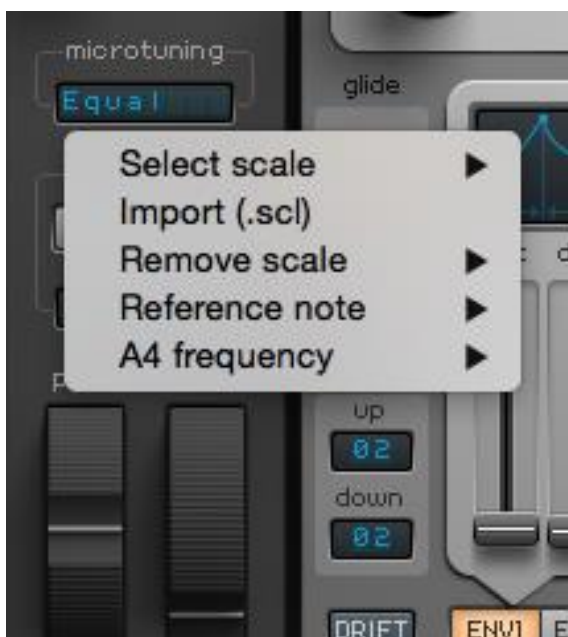 microtuning
Equal
glide
Select scale
Import (.scl)
Remove scale
Reference note
A4 frequency
up
02
down
02
DRIFT
ENV1